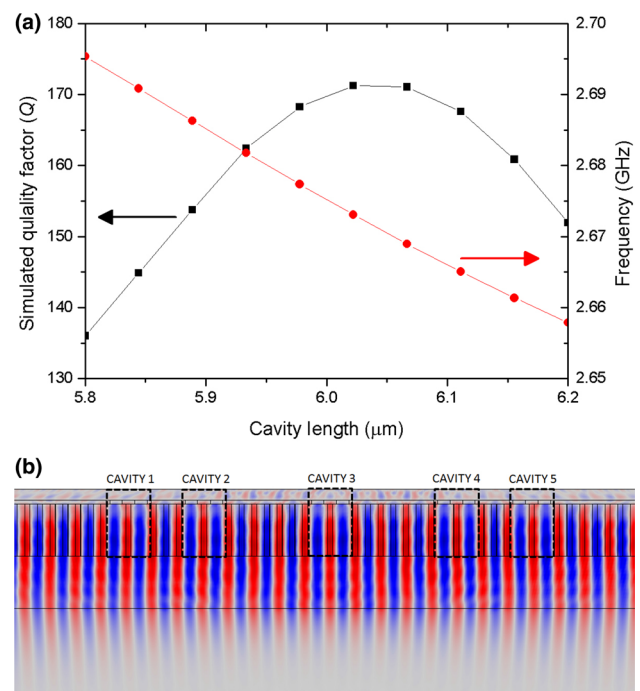 (a)
180
170
160
150
140
130
Simulated qulality factor (Q)
5.8
5.9
6.0
6.1
6.2
Cavity length (μm)
2.70
2.69
2.68
2.67
2.66
2.65
Frequency (GHz)
(b)
CAVITY 1
CAVITY 2
CAVITY 3
CAVITY 4
CAVITY 5